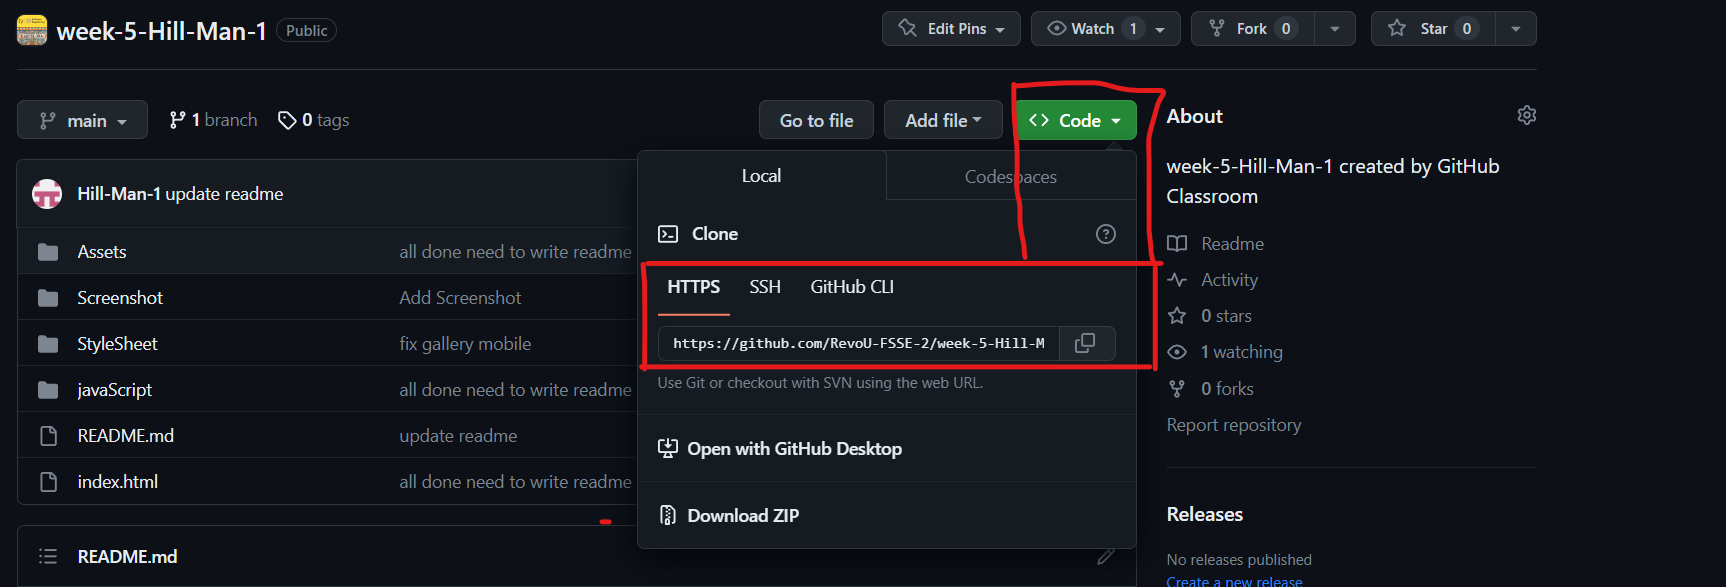 week-5-Hill-Man-1 Public
Edit Pins Watch 1 Fork 0 Star 0
main 1 branch 0 tags
Go to file Add file <> Code
Hill-Man-1 update readme
Assets all done need to write readme
Screenshot Add Screenshot
StyleSheet fix gallery mobile
javaScript all done need to write readme
README.md update readme
index.html all done need to write readme
README.md
Local Codespaces
Clone ?
HTTPS SSH GitHub CLI
https://github.com/RevoU-FSSE-2/week-5-Hill-M
Use Git or checkout with SVN using the web URL.
Open with GitHub Desktop
Download ZIP
About
week-5-Hill-Man-1 created by GitHub
Classroom
Readme
Activity
0 stars
1 watching
0 forks
Report repository
Releases
No releases published
Create a new release